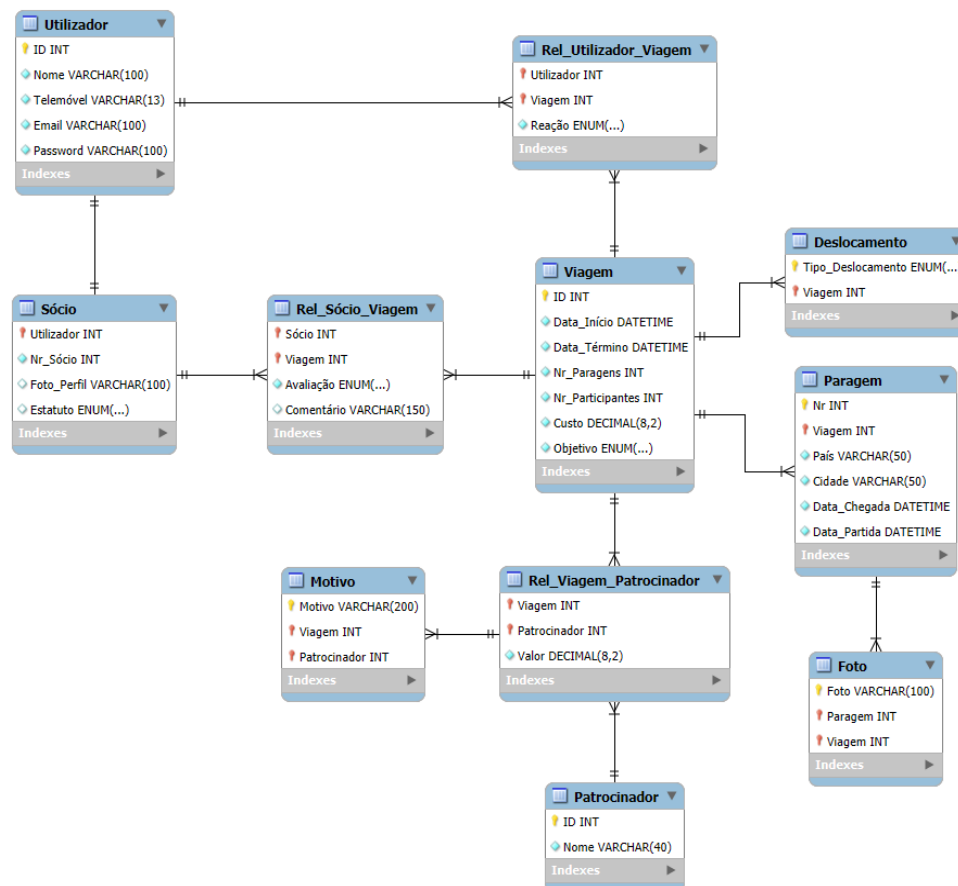 Utilizador
ID INT
Nome VARCHAR(100)
Telemóvel VARCHAR(13)
Email VARCHAR(100)
Password VARCHAR(100)
Indexes
Rel_Utilizador_Viagem
Utilizador INT
Viagem INT
Reação ENUM(...)
Indexes
Deslocamento
Tipo_Deslocamento ENUM(...
Viagem INT
Indexes
Viagem
ID INT
Data_Início DATETIME
Data_Término DATETIME
Nr_Paragens INT
Nr_Participantes INT
Custo DECIMAL(8,2)
Objetivo ENUM(...)
Indexes
Sócio
Utilizador INT
Nr_Sócio INT
Foto_Perfil VARCHAR(100)
Estatuto ENUM(...)
Indexes
Rel_Sócio_Viagem
Sócio INT
Viagem INT
Avaliação ENUM(...)
Comentário VARCHAR(150)
Indexes
Paragem
Nr INT
Viagem INT
País VARCHAR(50)
Cidade VARCHAR(50)
Data_Chegada DATETIME
Data_Partida DATETIME
Indexes
Motivo
Motivo VARCHAR(200)
Viagem INT
Patrocinador INT
Indexes
Rel_Viagem_Patrocinador
Viagem INT
Patrocinador INT
Valor DECIMAL(8,2)
Indexes
Foto
Foto VARCHAR(100)
Paragem INT
Viagem INT
Indexes
Patrocinador
ID INT
Nome VARCHAR(40)
Indexes